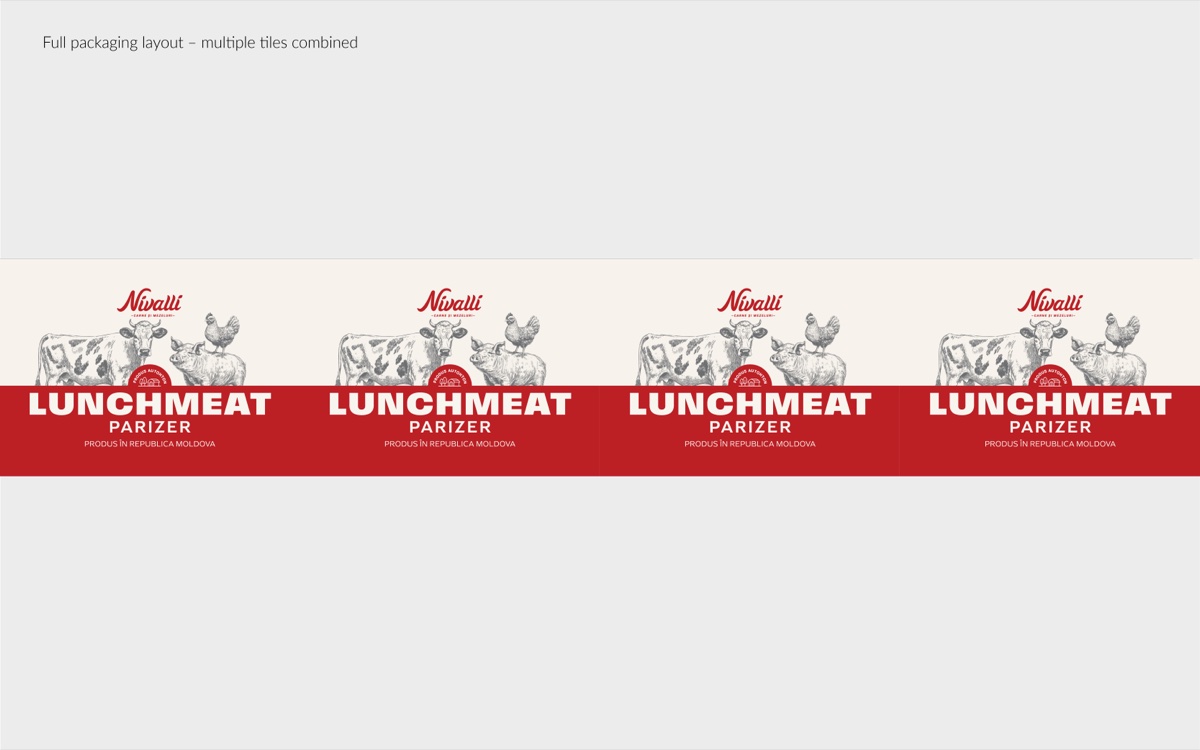 Full packaging layout – multiple tiles combined
Nivalli
CARNE ȘI MEZELURI
PRODUS AUTOHTON
LUNCHMEAT
PARIZER
PRODUS ÎN REPUBLICA MOLDOVA
Nivalli
CARNE ȘI MEZELURI
PRODUS AUTOHTON
LUNCHMEAT
PARIZER
PRODUS ÎN REPUBLICA MOLDOVA
Nivalli
CARNE ȘI MEZELURI
PRODUS AUTOHTON
LUNCHMEAT
PARIZER
PRODUS ÎN REPUBLICA MOLDOVA
Nivalli
CARNE ȘI MEZELURI
PRODUS AUTOHTON
LUNCHMEAT
PARIZER
PRODUS ÎN REPUBLICA MOLDOVA